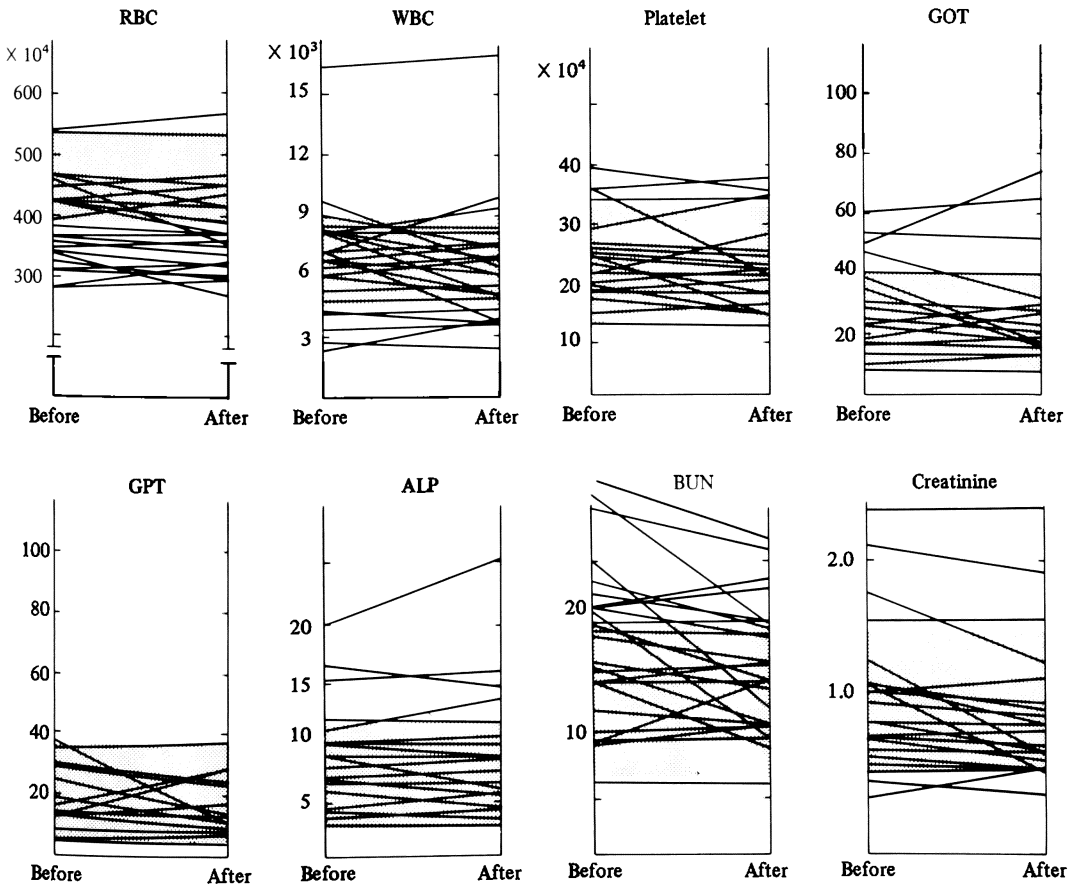 RBC
× 10⁴
600
500
400
300
Before After
WBC
× 10³
15
12
9
6
3
Before After
Platelet
× 10⁴
40
30
20
10
Before After
GOT
100
80
60
40
20
Before After
GPT
100
80
60
40
20
Before After
ALP
20
15
10
5
Before After
BUN
20
10
Before After
Creatinine
2.0
1.0
Before After